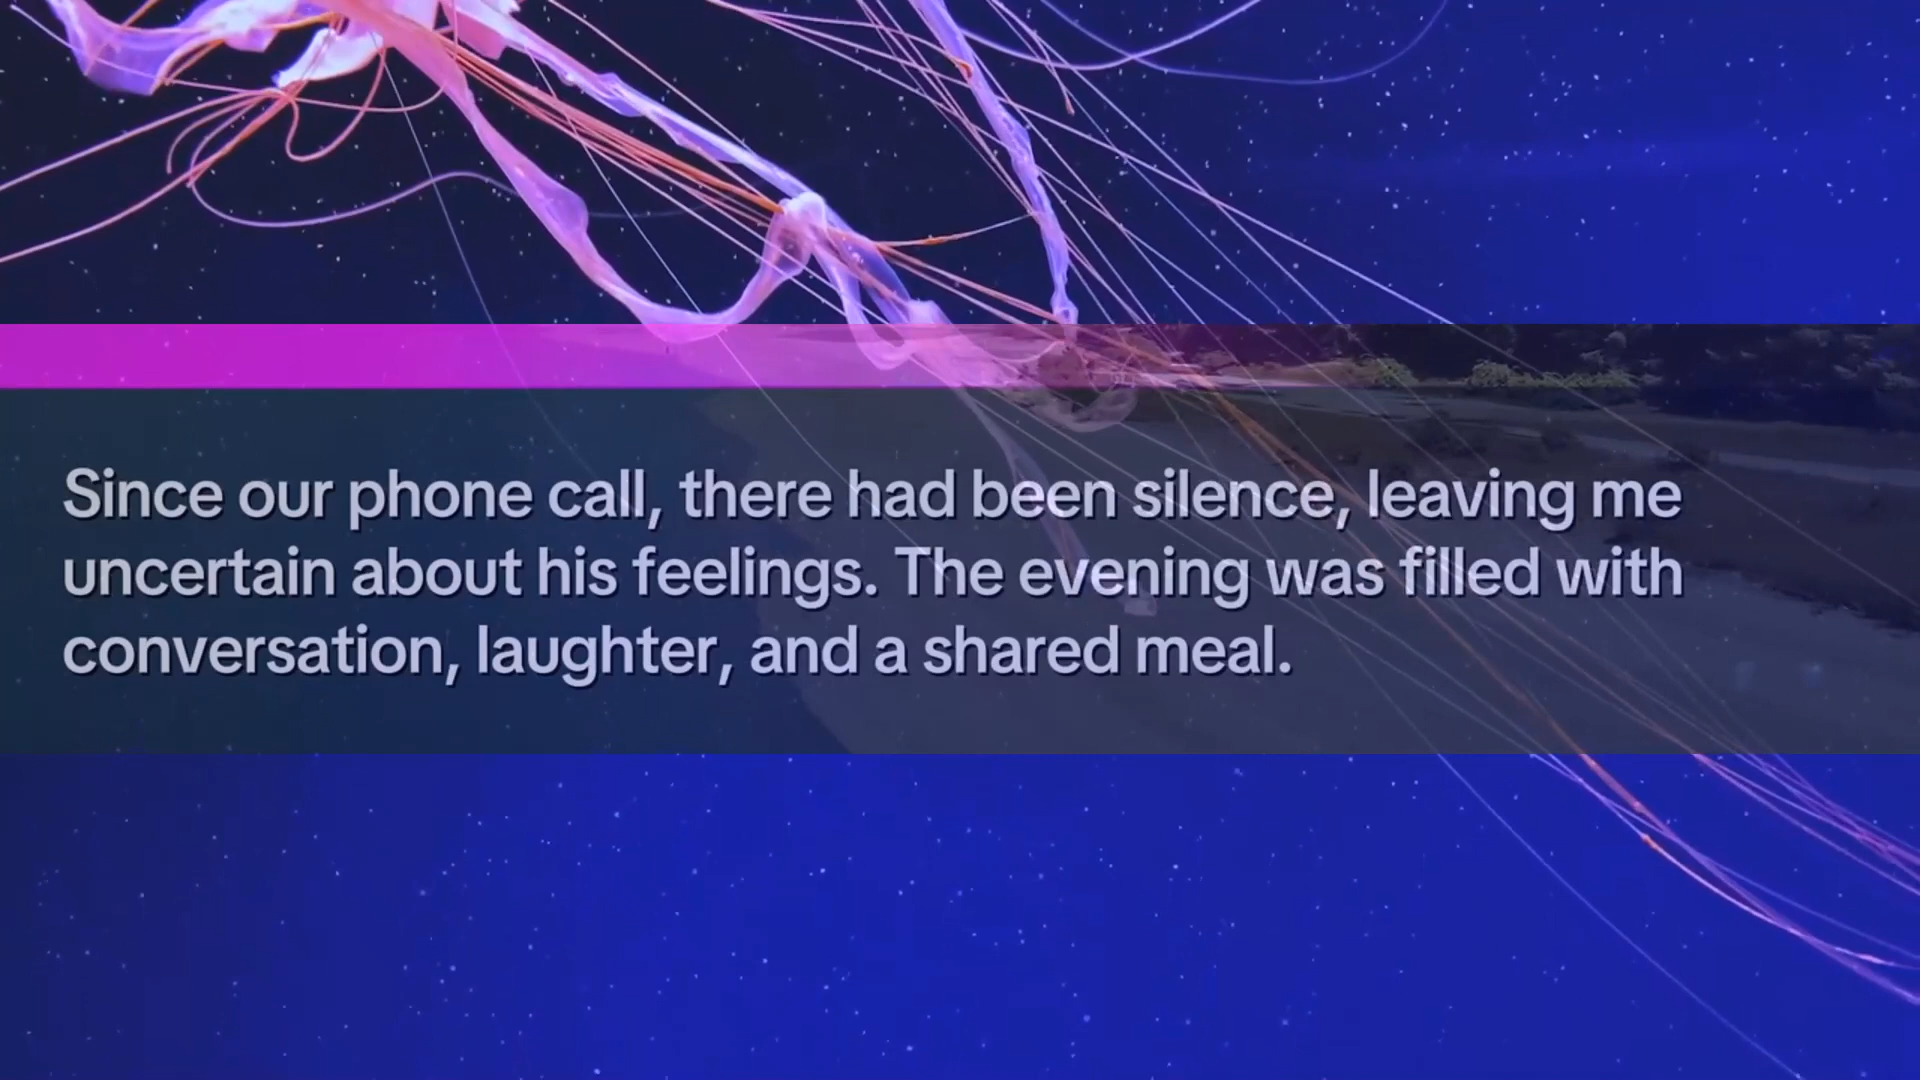 Since our phone call, there had been silence, leaving me
uncertain about his feelings. The evening was filled with
conversation, laughter, and a shared meal.